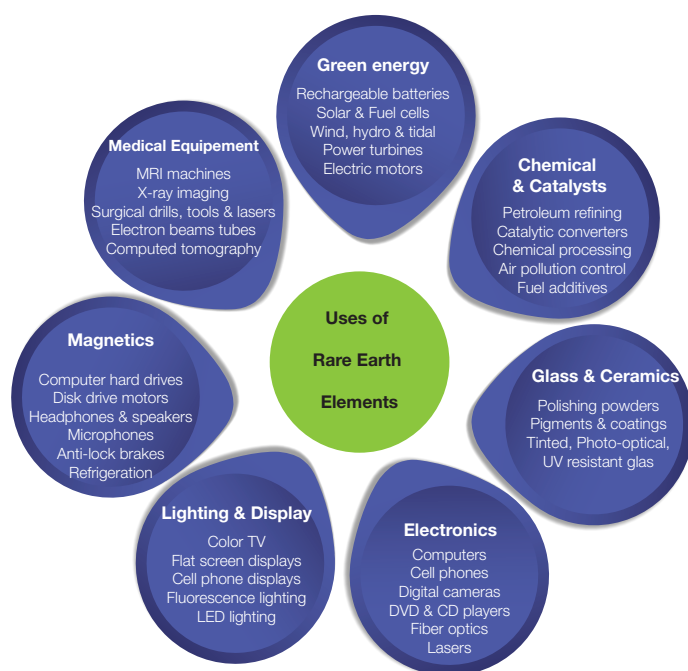 Green energy
Rechargeable batteries
Solar & Fuel cells
Wind, hydro & tidal
Power turbines
Electric motors
Medical Equipement
MRI machines
X-ray imaging
Surgical drills, tools & lasers
Electron beams tubes
Computed tomography
Chemical
& Catalysts
Petroleum refining
Catalytic converters
Chemical processing
Air pollution control
Fuel additives
Uses of
Rare Earth
Elements
Magnetics
Computer hard drives
Disk drive motors
Headphones & speakers
Microphones
Anti-lock brakes
Refrigeration
Glass & Ceramics
Polishing powders
Pigments & coatings
Tinted, Photo-optical,
UV resistant glas
Lighting & Display
Color TV
Flat screen displays
Cell phone displays
Fluorescence lighting
LED lighting
Electronics
Computers
Cell phones
Digital cameras
DVD & CD players
Fiber optics
Lasers